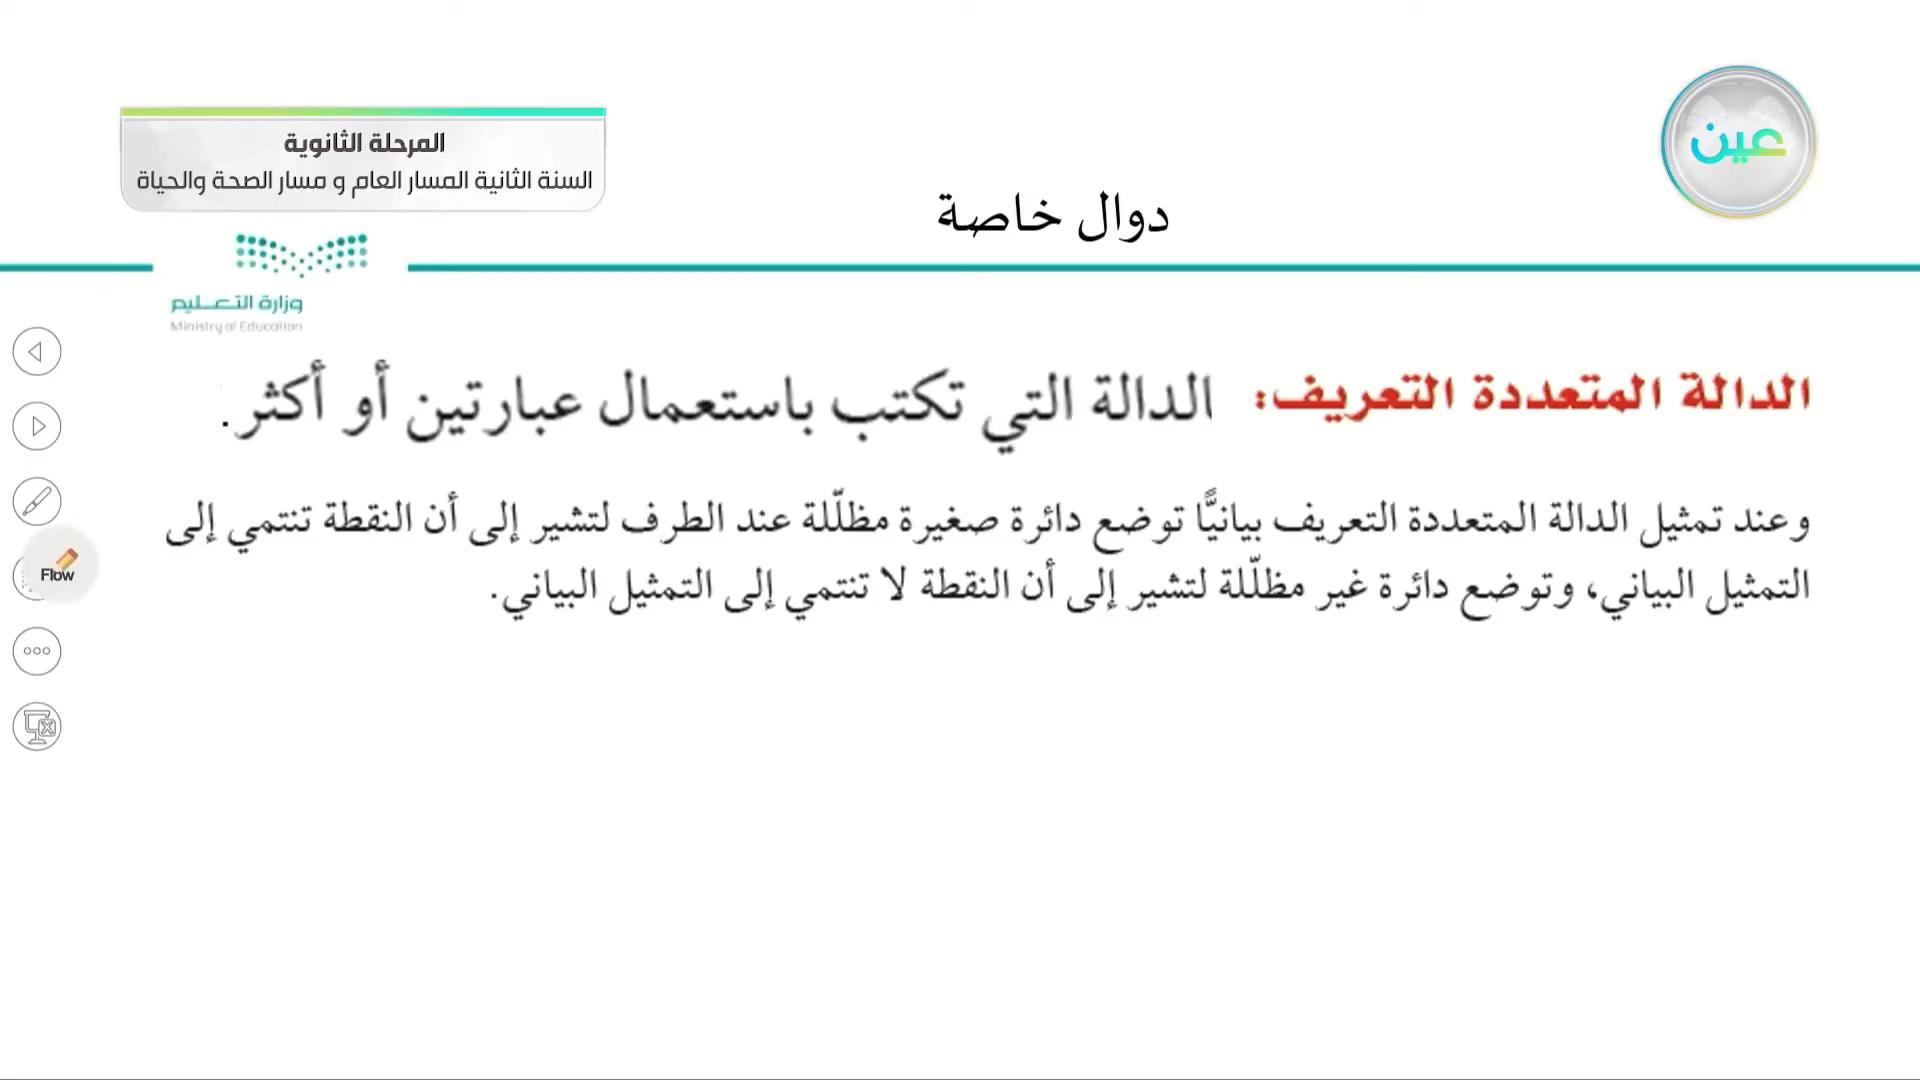 عين
المرحلة الثانوية
السنة الثانية المسار العام و مسار الصحة والحياة
دوال خاصة
وزارة التعليم
Ministry of Education
الدالة المتعددة التعريف: الدالة التي تكتب باستعمال عبارتين أو أكثر.
وعند تمثيل الدالة المتعددة التعريف بيانيًّا توضع دائرة صغيرة مظلّلة عند الطرف لتشير إلى أن النقطة تنتمي إلى
التمثيل البياني، وتوضع دائرة غير مظلّلة لتشير إلى أن النقطة لا تنتمي إلى التمثيل البياني.
Flow